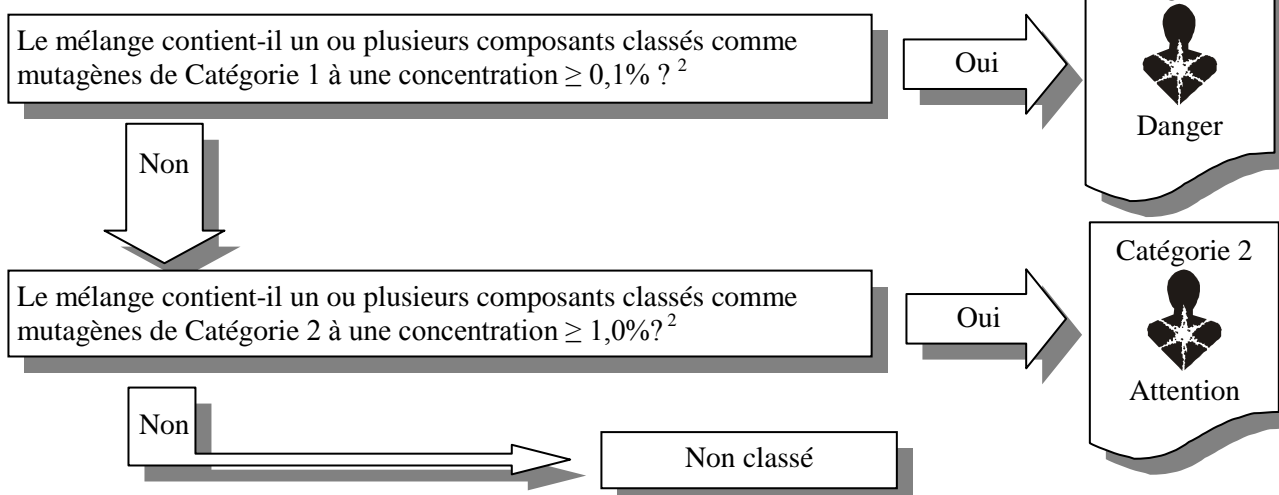 Le mélange contient-il un ou plusieurs composants classés comme
mutagènes de Catégorie 1 à une concentration ≥ 0,1% ? ²
Oui
Danger
Non
Catégorie 2
Le mélange contient-il un ou plusieurs composants classés comme
mutagènes de Catégorie 2 à une concentration ≥ 1,0%? ²
Oui
Attention
Non
Non classé